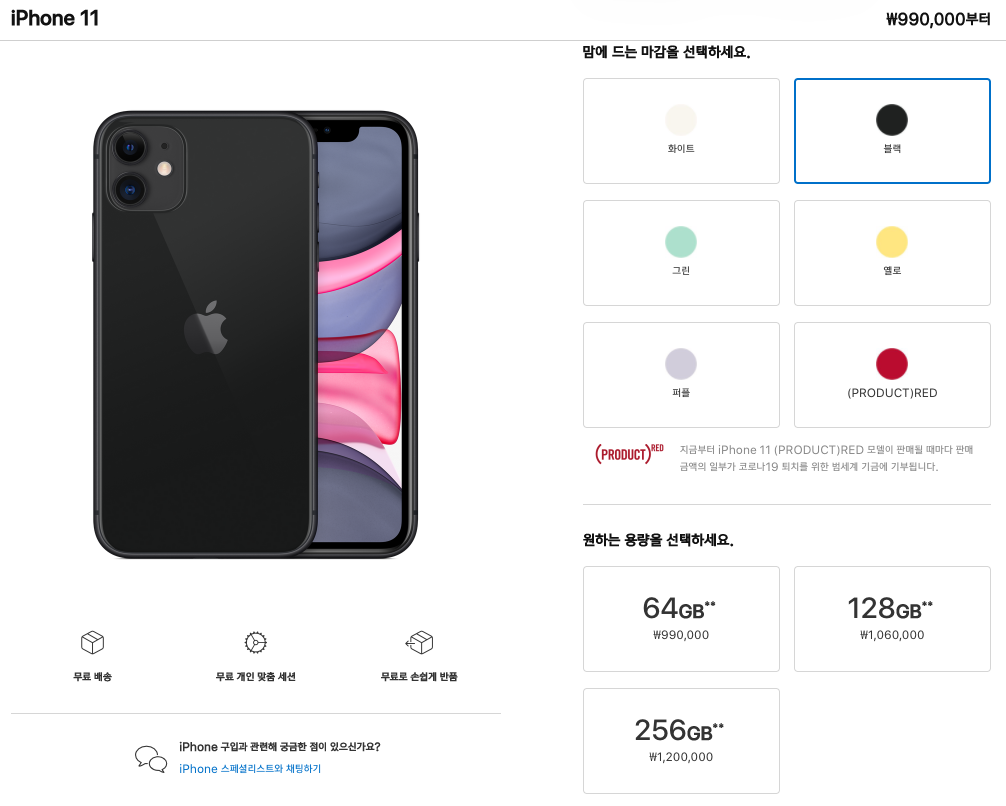 iPhone 11
₩990,000부터
맘에 드는 마감을 선택하세요.
화이트
블랙
그린
옐로
퍼플
(PRODUCT)RED
(PRODUCT)RED
지금부터 iPhone 11 (PRODUCT)RED 모델이 판매될 때마다 판매
금액의 일부가 코로나19 퇴치를 위한 범세계 기금에 기부됩니다.
원하는 용량을 선택하세요.
64GB**
₩990,000
128GB**
₩1,060,000
256GB**
₩1,200,000
무료 배송
무료 개인 맞춤 세션
무료로 손쉽게 반품
iPhone 구입과 관련해 궁금한 점이 있으신가요?
iPhone 스페셜리스트와 채팅하기